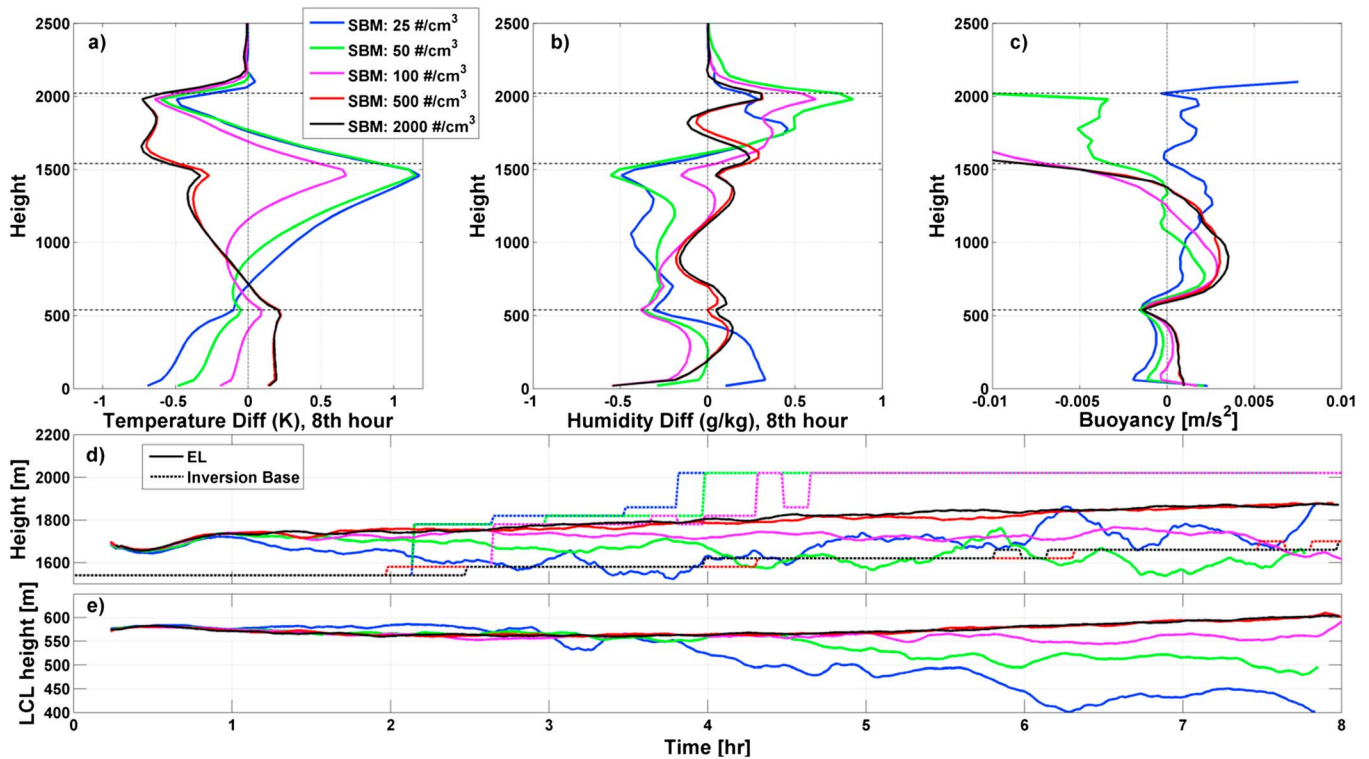 a)
2500
2000
1500
1000
500
0
Height
-1 -0.5 0 0.5 1
Temperature Diff (K), 8th hour
SBM: 25 #/cm³
SBM: 50 #/cm³
SBM: 100 #/cm³
SBM: 500 #/cm³
SBM: 2000 #/cm³
b)
2500
2000
1500
1000
500
0
Height
-1 -0.5 0 0.5 1
Humidity Diff (g/kg), 8th hour
c)
2500
2000
1500
1000
500
0
Height
-0.01 -0.005 0 0.005 0.01
Buoyancy [m/s²]
d)
EL
Inversion Base
2200
2000
1800
1600
Height [m]
e)
600
550
500
450
400
LCL height [m]
0 1 2 3 4 5 6 7 8
Time [hr]